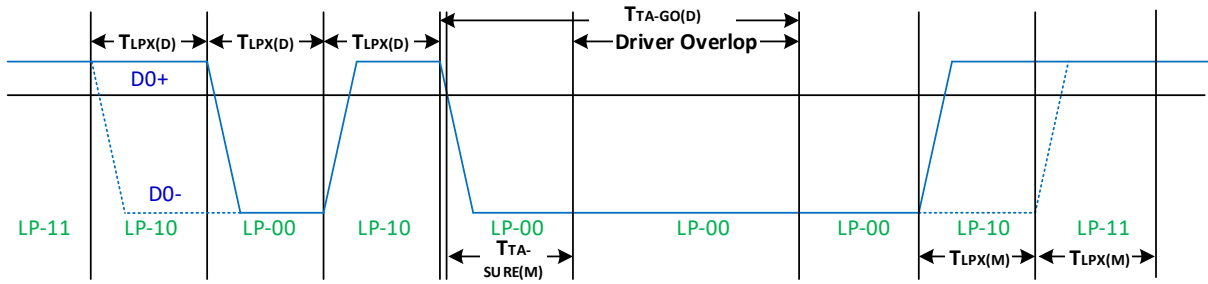 TTA-GO(D)
TLPX(D) TLPX(D) TLPX(D) Driver Overlop
D0+
D0-
LP-11 LP-10 LP-00 LP-10 LP-00 LP-00 LP-00 LP-10 LP-11
TTA-
SURE(M)
TLPX(M) TLPX(M)